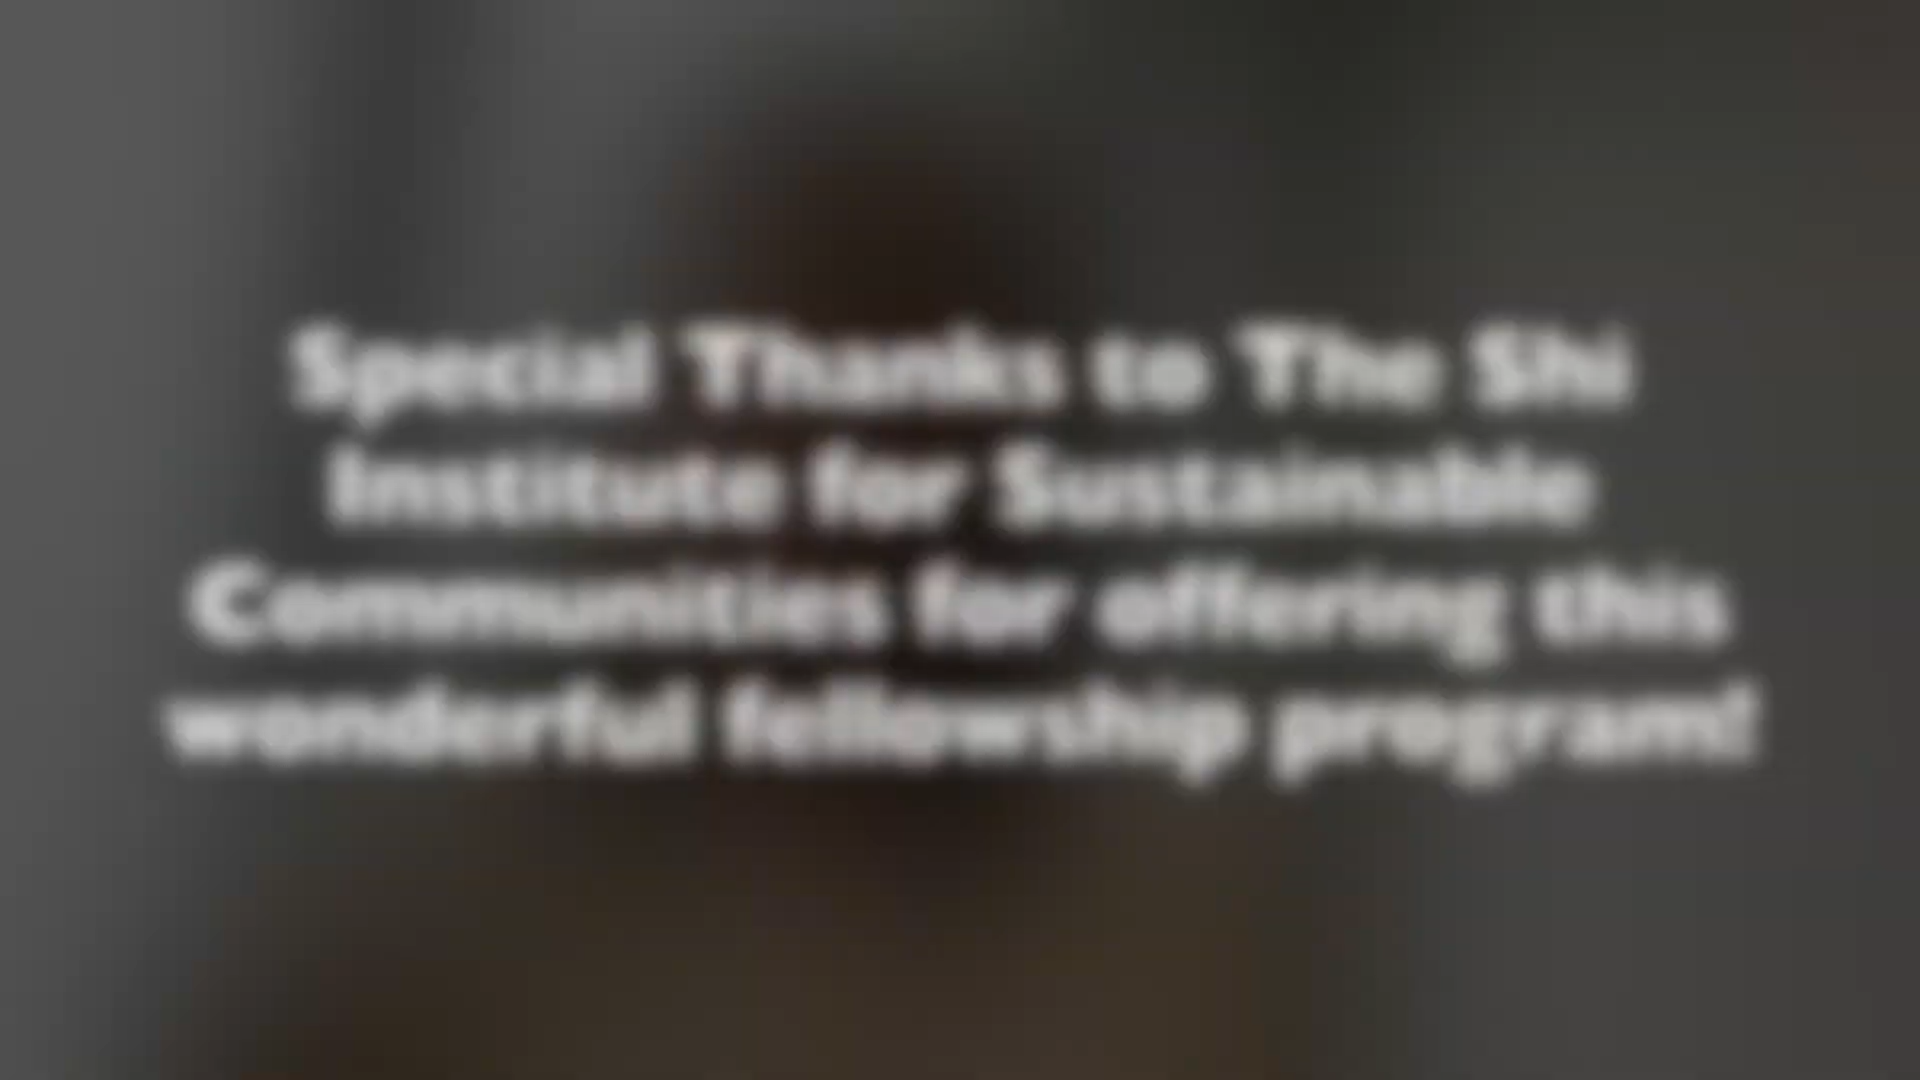 Special Thanks to The Shi
Institute for Sustainable
Communities for offering this
wonderful fellowship program!